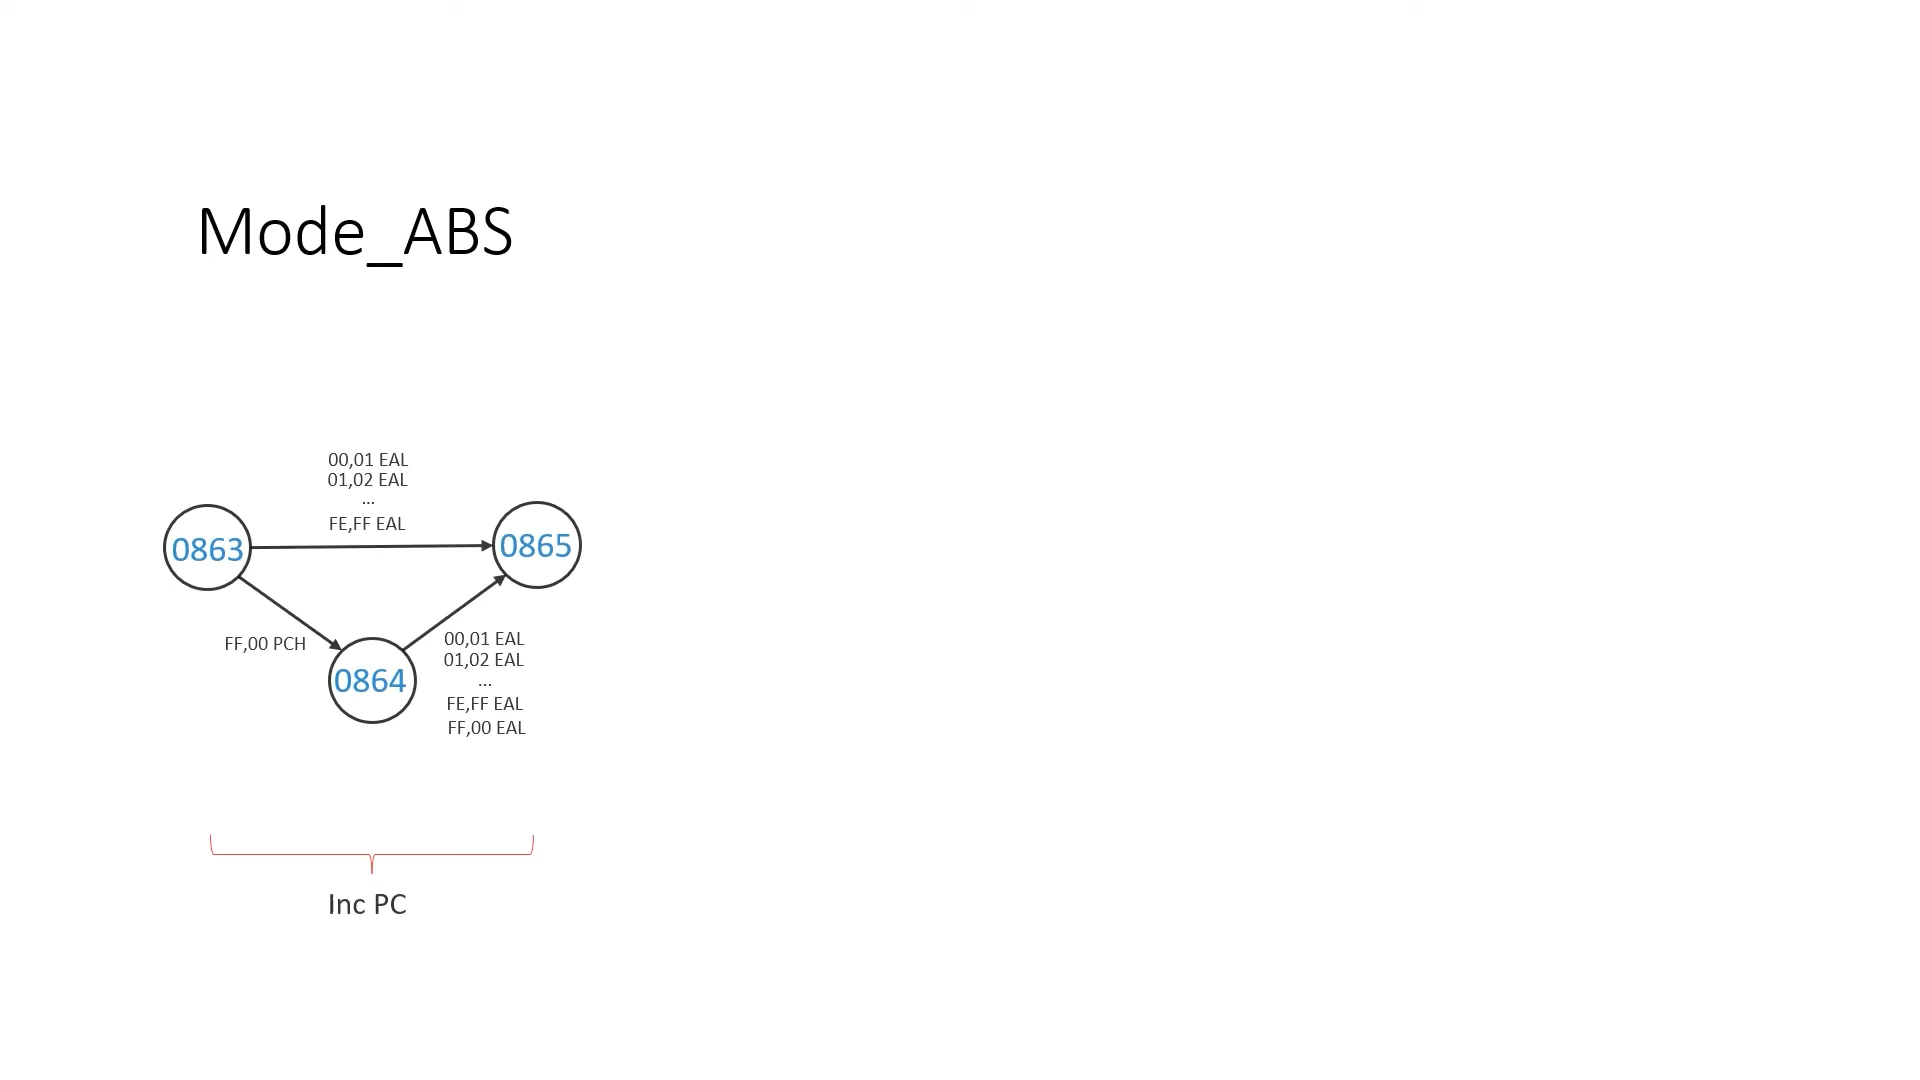 Mode_ABS
00,01 EAL
01,02 EAL
...
FE,FF EAL
0863
0865
FF,00 PCH
0864
00,01 EAL
01,02 EAL
...
FE,FF EAL
FF,00 EAL
Inc PC